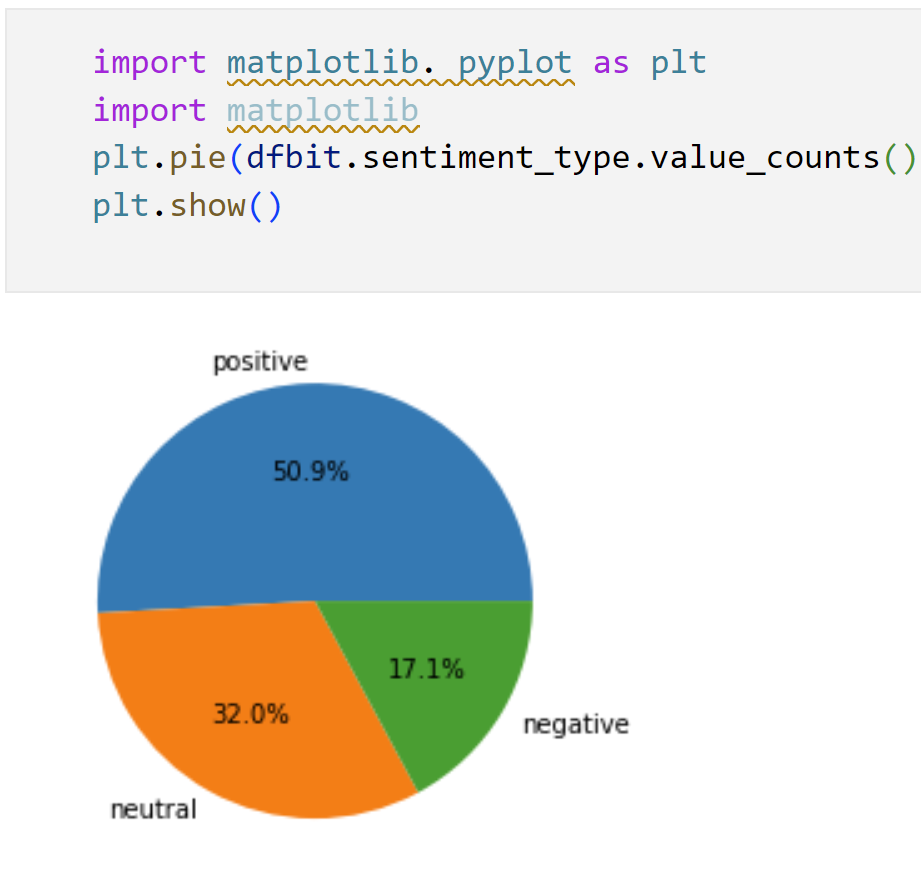 import matplotlib. pyplot as plt
import matplotlib
plt.pie(dfbit.sentiment_type.value_counts()
plt.show()
positive
50.9%
17.1%
32.0%
negative
neutral